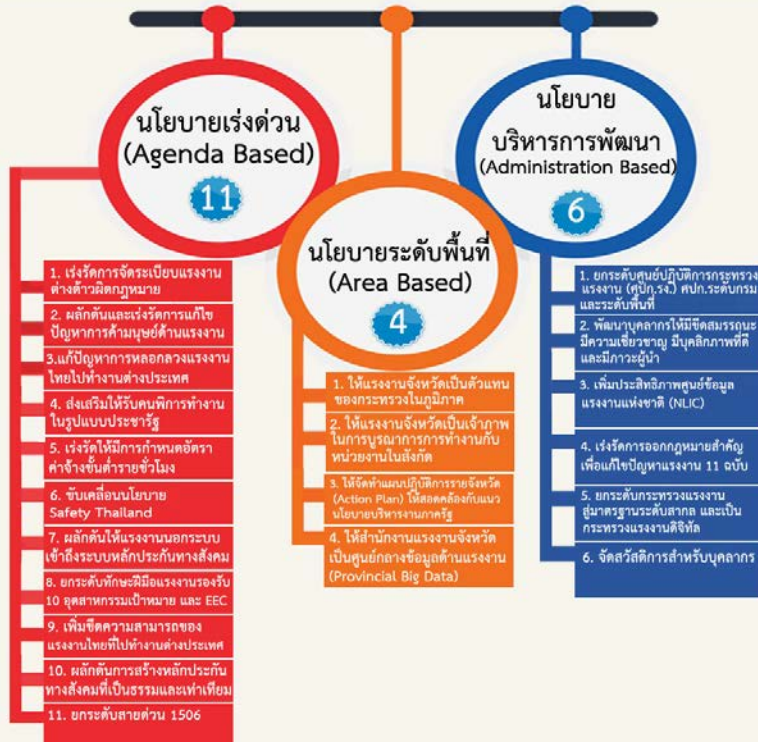 นโยบายเร่งด่วน
(Agenda Based)
11
1. เร่งรัดการจัดระเบียบแรงงาน
ต่างด้าวผิดกฎหมาย
2. ผลักดันและเร่งรัดการแก้ไข
ปัญหาการค้ามนุษย์ด้านแรงงาน
3.แก้ปัญหาการหลอกลวงแรงงาน
ไทยไปทำงานต่างประเทศ
4. ส่งเสริมให้รับคนพิการทำงาน
ในรูปแบบประชารัฐ
5. เร่งรัดให้มีการกำหนดอัตรา
ค่าจ้างขั้นต่ำรายชั่วโมง
6. ขับเคลื่อนนโยบาย
Safety Thailand
7. ผลักดันให้แรงงานนอกระบบ
เข้าถึงระบบหลักประกันทางสังคม
8. ยกระดับทักษะฝีมือแรงงานรองรับ
10 อุตสาหกรรมเป้าหมาย และ EEC
9. เพิ่มขีดความสามารถของ
แรงงานไทยที่ไปทำงานต่างประเทศ
10. ผลักดันการสร้างหลักประกัน
ทางสังคมที่เป็นธรรมและเท่าเทียม
11. ยกระดับสายด่วน 1506
นโยบายระดับพื้นที่
(Area Based)
4
1. ให้แรงงานจังหวัดเป็นตัวแทน
ของกระทรวงในภูมิภาค
2. ให้แรงงานจังหวัดเป็นเจ้าภาพ
ในการบูรณาการการทำงานกับ
หน่วยงานในสังกัด
3. ให้จัดทำแผนปฏิบัติการรายจังหวัด
(Action Plan) ให้สอดคล้องกับแนว
นโยบายบริหารงานภาครัฐ
4. ให้สำนักงานแรงงานจังหวัด
เป็นศูนย์กลางข้อมูลด้านแรงงาน
(Provincial Big Data)
นโยบาย
บริหารการพัฒนา
(Administration Based)
6
1. ยกระดับศูนย์ปฏิบัติการกระทรวง
แรงงาน (ศปก.รง.) ศปก.ระดับกรม
และระดับพื้นที่
2. พัฒนาบุคลากรให้มีขีดสมรรถนะ
มีความเชี่ยวชาญ มีบุคลิกภาพที่ดี
และมีภาวะผู้นำ
3. เพิ่มประสิทธิภาพศูนย์ข้อมูล
แรงงานแห่งชาติ (NLIC)
4. เร่งรัดการออกกฎหมายสำคัญ
เพื่อแก้ไขปัญหาแรงงาน 11 ฉบับ
5. ยกระดับกระทรวงแรงงาน
สู่มาตรฐานระดับสากล และเป็น
กระทรวงแรงงานดิจิทัล
6. จัดสวัสดิการสำหรับบุคลากร